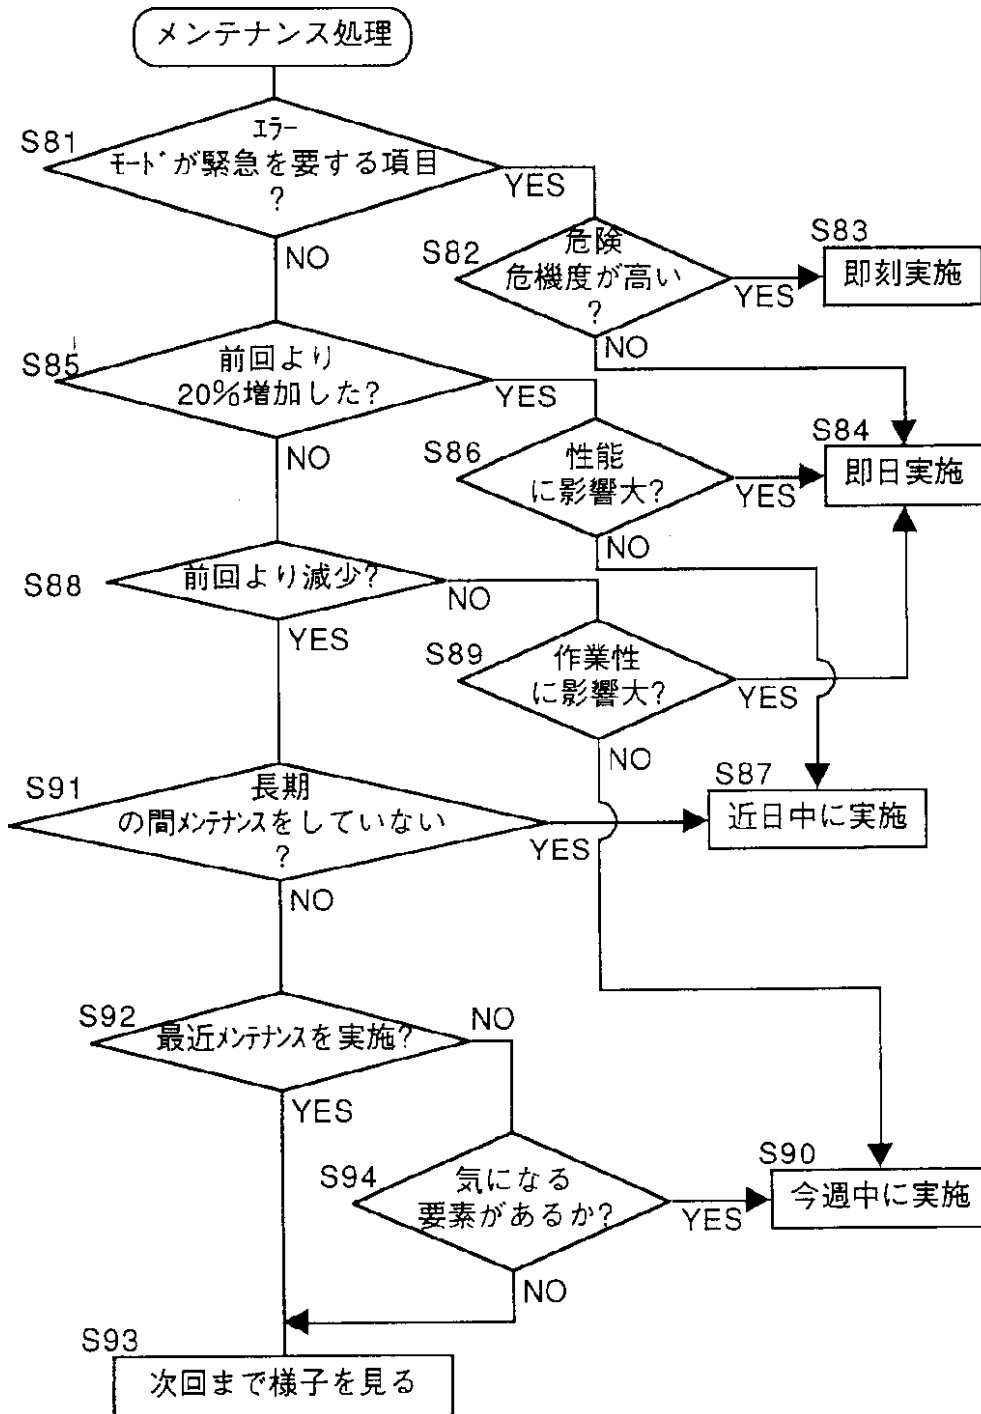 メンテナンス処理
S81
エラー
モードが緊急を要する項目
?
YES
NO
S82
危険
危機度が高い
?
YES
NO
S83
即刻実施
S85
前回より
20%増加した?
YES
NO
S86
性能
に影響大?
YES
NO
S84
即日実施
S88
前回より減少?
NO
YES
S89
作業性
に影響大?
YES
NO
S91
長期
の間メンテナンスをしていない
?
YES
NO
S87
近日中に実施
S92
最近メンテナンスを実施?
NO
YES
S94
気になる
要素があるか?
YES
NO
S90
今週中に実施
S93
次回まで様子を見る